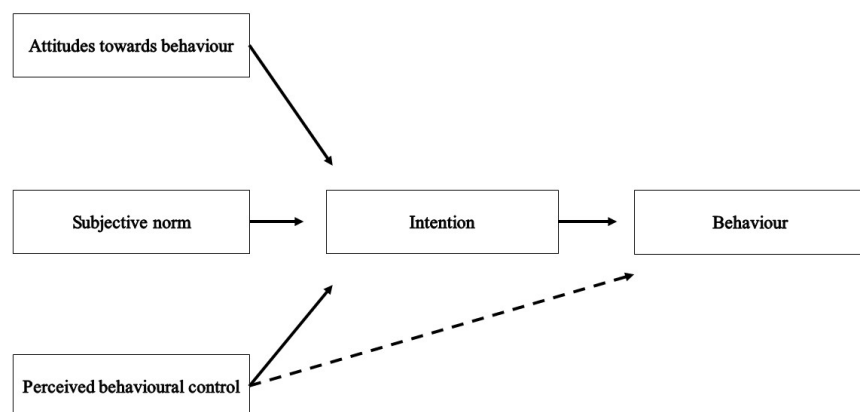 Attitudes towards behaviour
Subjective norm
Intention
Behaviour
Perceived behavioural control